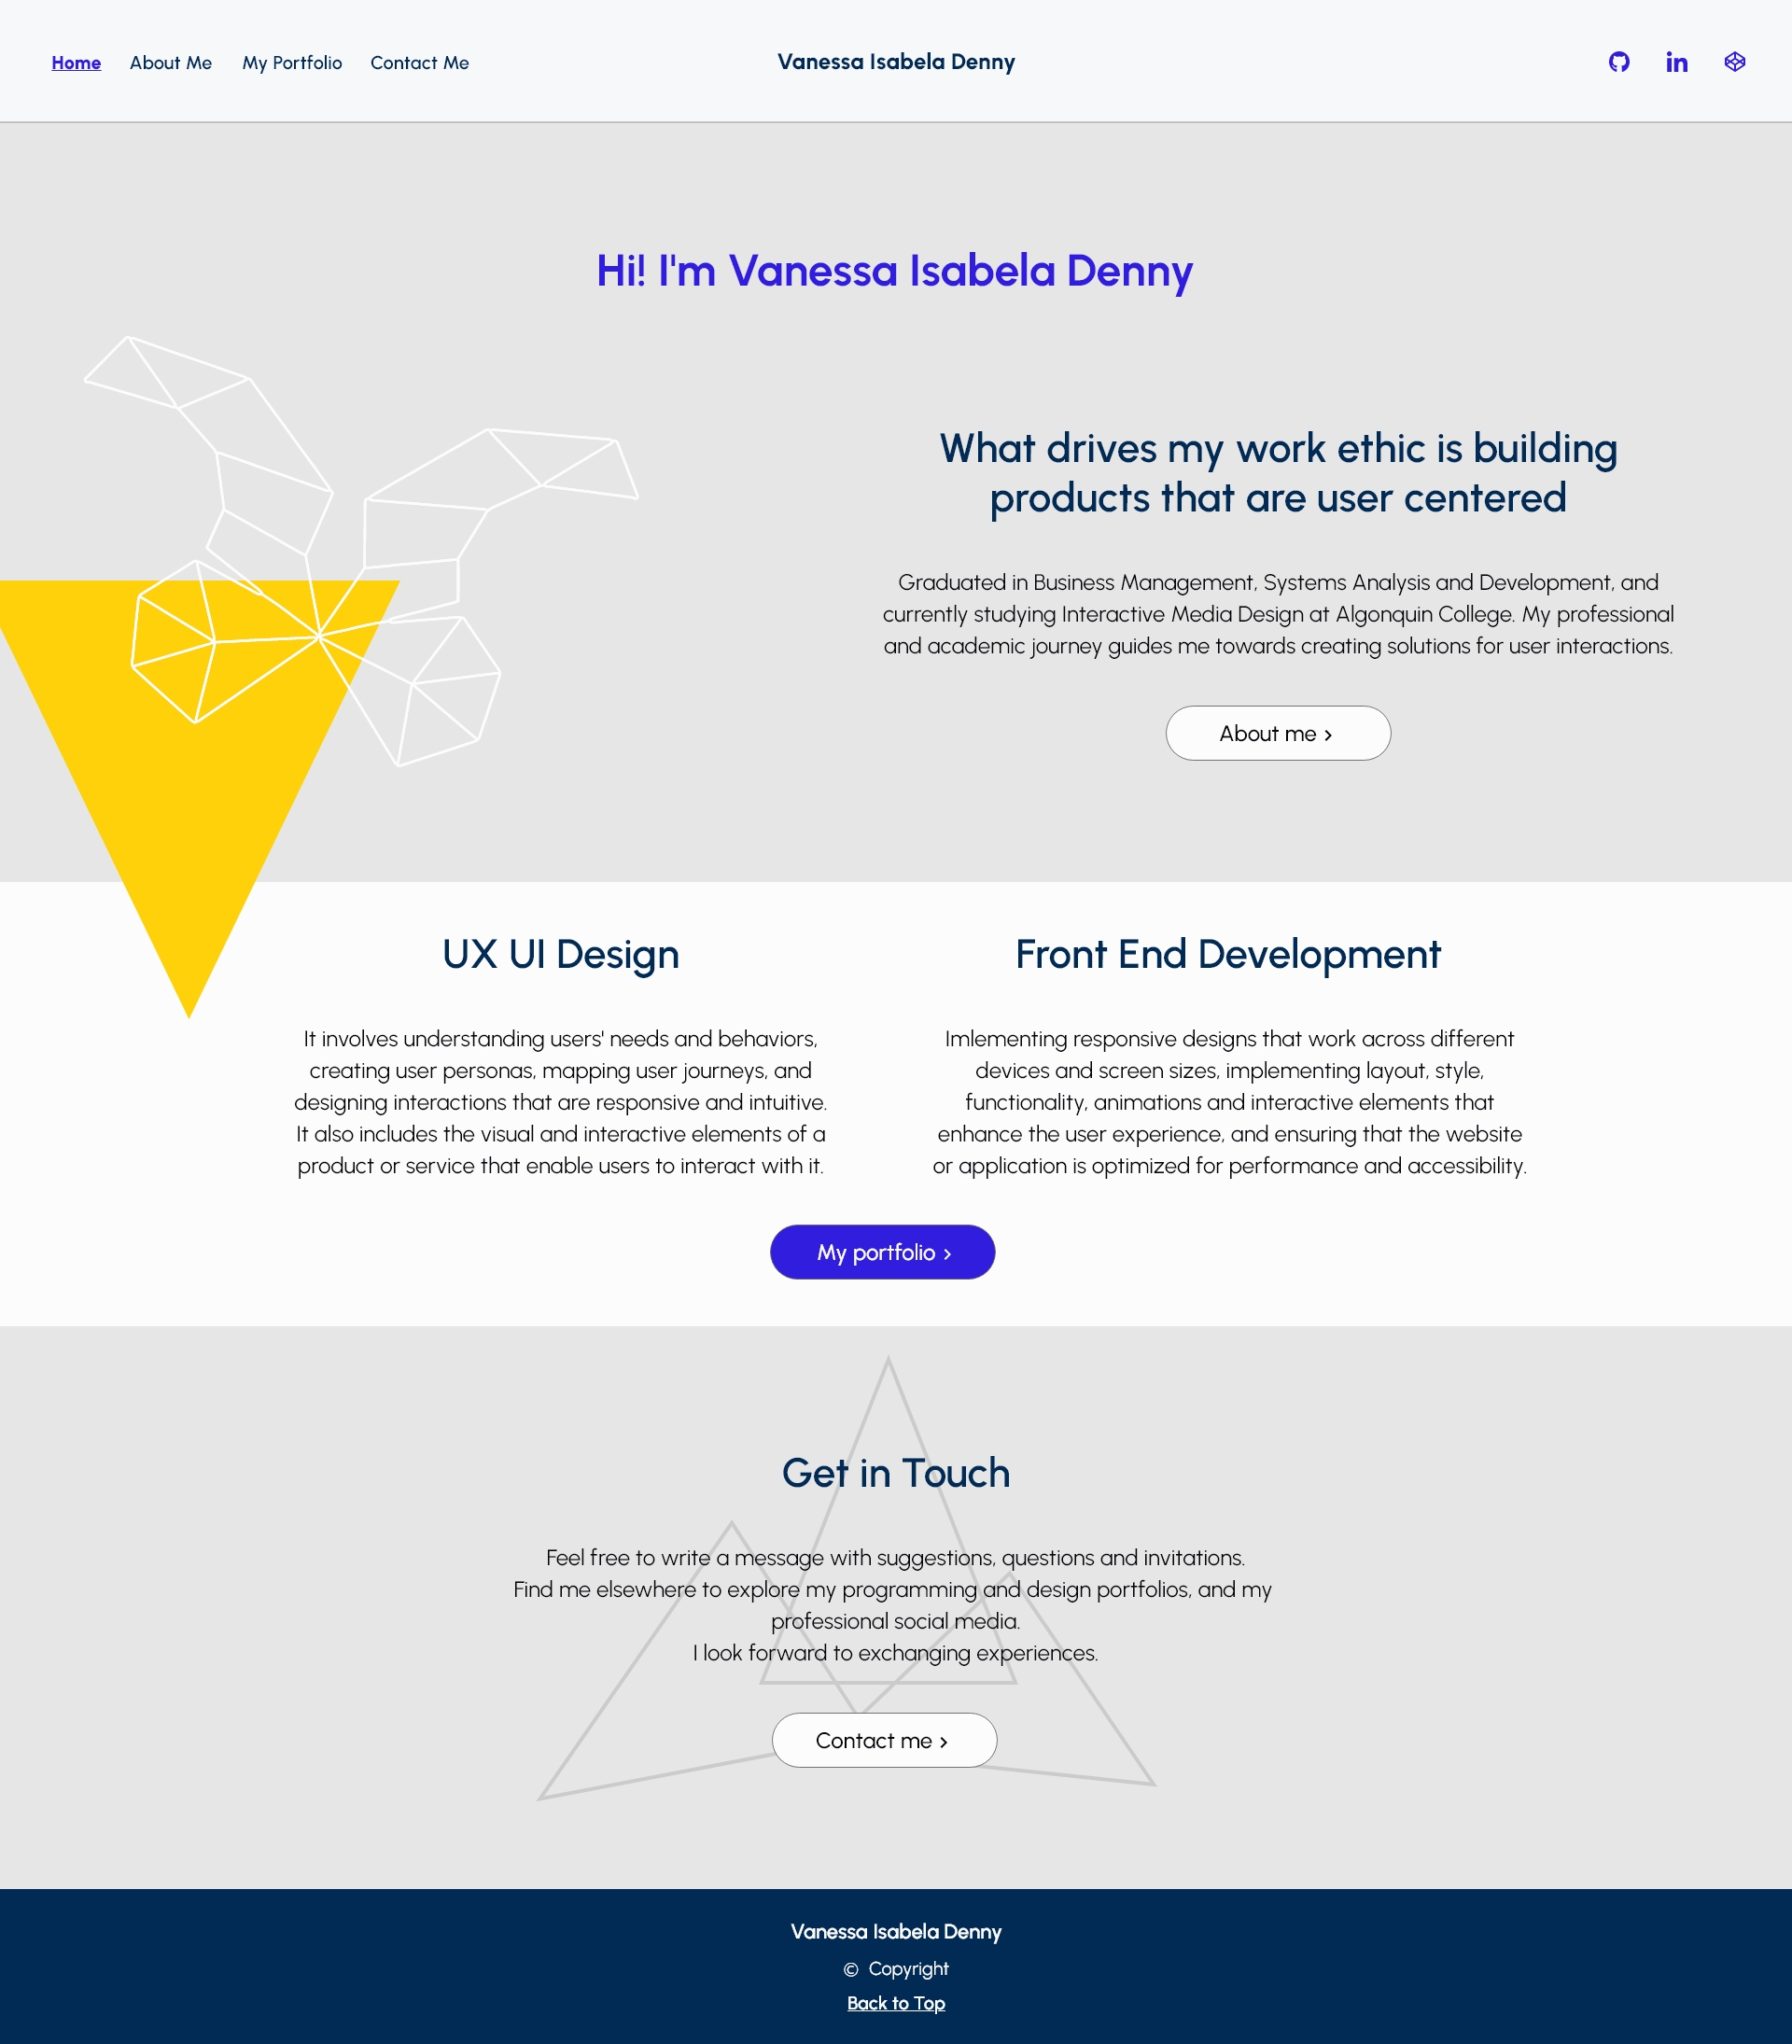 Home About Me My Portfolio Contact Me Vanessa Isabela Denny in
Hi! I'm Vanessa Isabela Denny
What drives my work ethic is building
products that are user centered
Graduated in Business Management, Systems Analysis and Development, and
currently studying Interactive Media Design at Algonquin College. My professional
and academic journey guides me towards creating solutions for user interactions.
About me ›
UX UI Design
It involves understanding users' needs and behaviors,
creating user personas, mapping user journeys, and
designing interactions that are responsive and intuitive.
It also includes the visual and interactive elements of a
product or service that enable users to interact with it.
Front End Development
Imlementing responsive designs that work across different
devices and screen sizes, implementing layout, style,
functionality, animations and interactive elements that
enhance the user experience, and ensuring that the website
or application is optimized for performance and accessibility.
My portfolio ›
Get in Touch
Feel free to write a message with suggestions, questions and invitations.
Find me elsewhere to explore my programming and design portfolios, and my
professional social media.
I look forward to exchanging experiences.
Contact me ›
Vanessa Isabela Denny
© Copyright
Back to Top